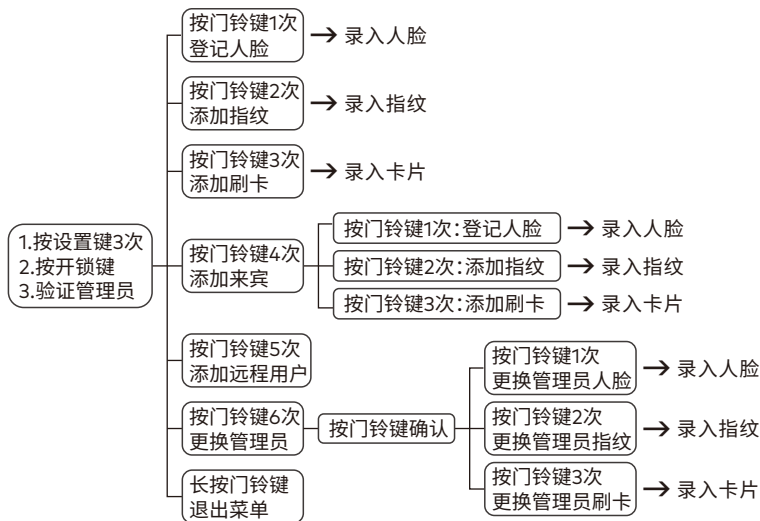 按门铃键1次
登记人脸
录入人脸
按门铃键2次
添加指纹
录入指纹
按门铃键3次
添加刷卡
录入卡片
1.按设置键3次
2.按开锁键
3.验证管理员
按门铃键4次
添加来宾
按门铃键1次:登记人脸
录入人脸
按门铃键2次:添加指纹
录入指纹
按门铃键3次:添加刷卡
录入卡片
按门铃键5次
添加远程用户
按门铃键6次
更换管理员
按门铃键确认
按门铃键1次
更换管理员人脸
录入人脸
按门铃键2次
更换管理员指纹
录入指纹
按门铃键3次
更换管理员刷卡
录入卡片
长按门铃键
退出菜单